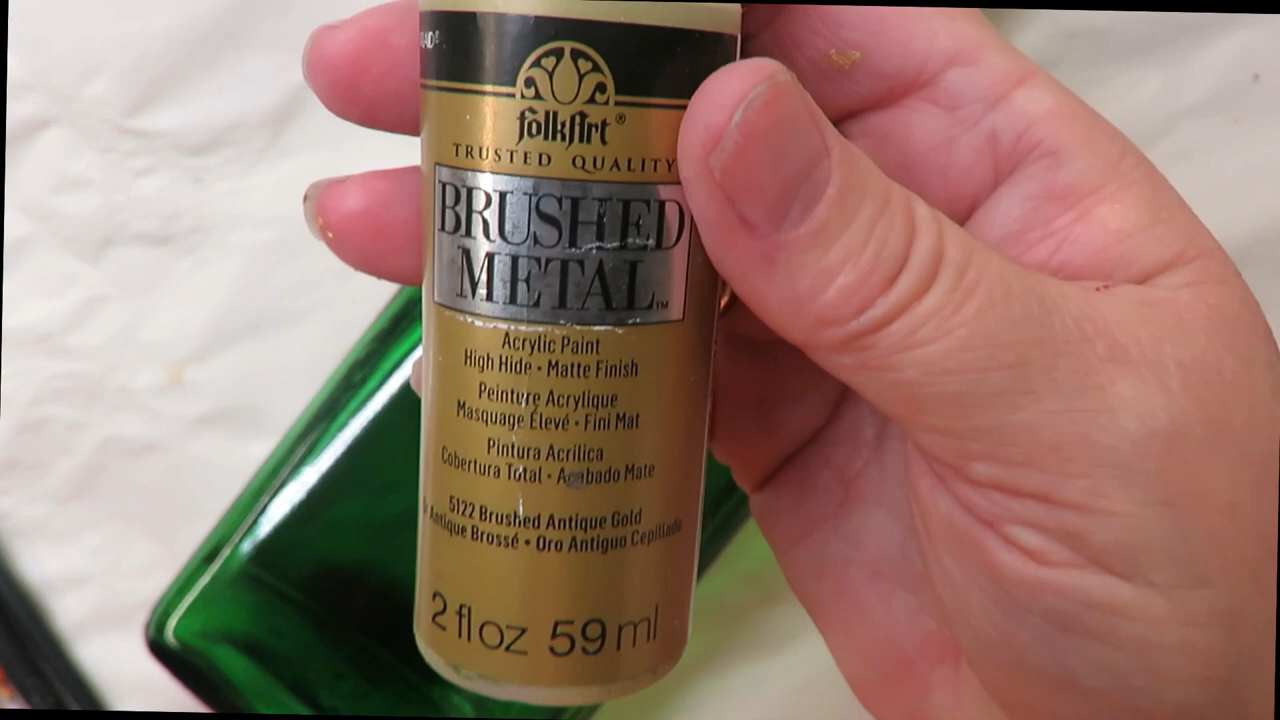 folkArt®
TRUSTED QUALITY
BRUSHED
METAL™
Acrylic Paint
High Hide • Matte Finish
Peinture Acrylique
Masquage Élevé • Fini Mat
Pintura Acrilica
Cobertura Total • Acabado Mate
5122 Brushed Antique Gold
Antique Brossé • Oro Antiguo Cepillado
2 fl oz 59 ml